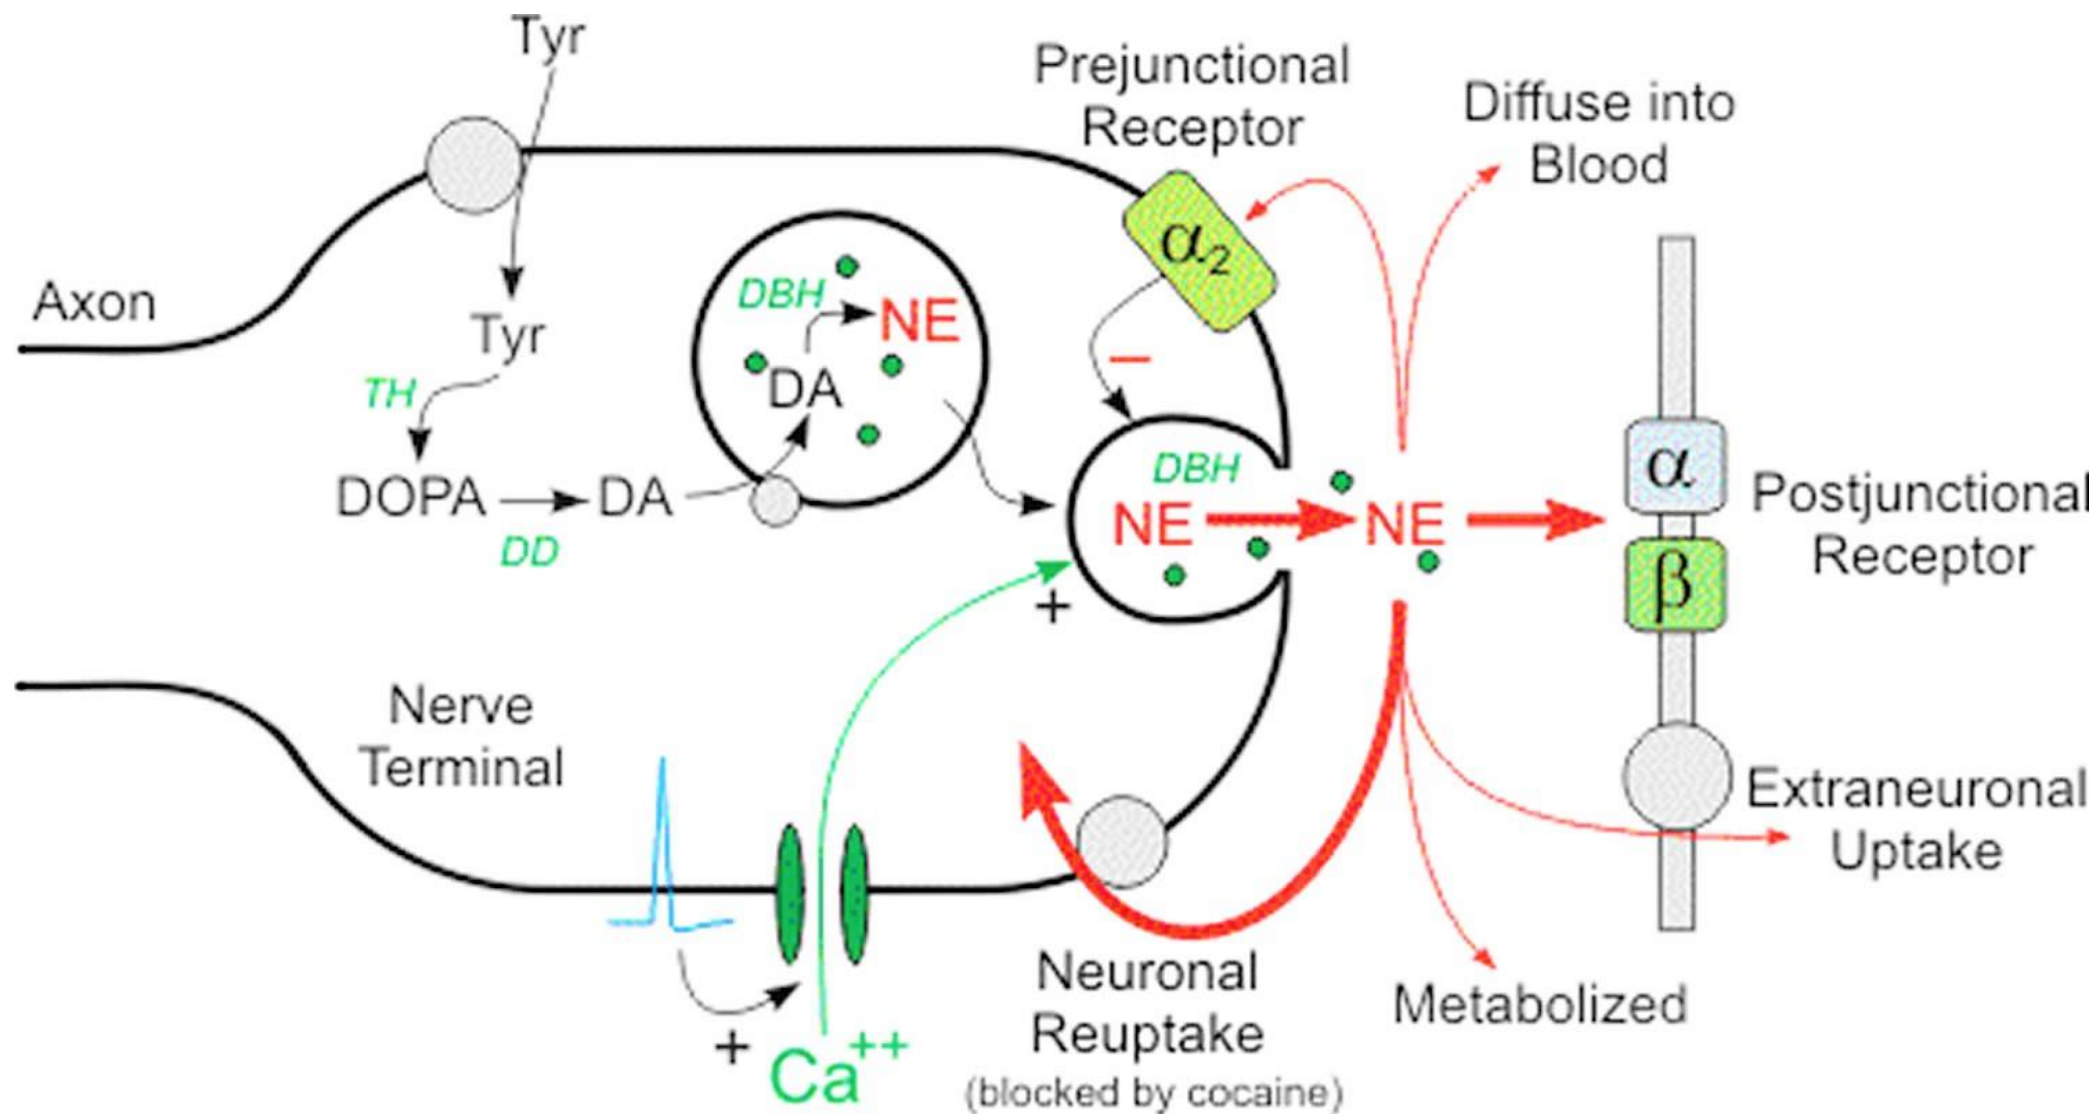 Tyr
Prejunctional
Receptor
Diffuse into
Blood
α2
Axon
DBH
NE
Tyr
TH
DA
–
α
DBH
DOPA
DA
NE
NE
Postjunctional
Receptor
DD
β
+
Nerve
Terminal
Extraneuronal
Uptake
Neuronal
Reuptake
(blocked by cocaine)
Metabolized
+
Ca++